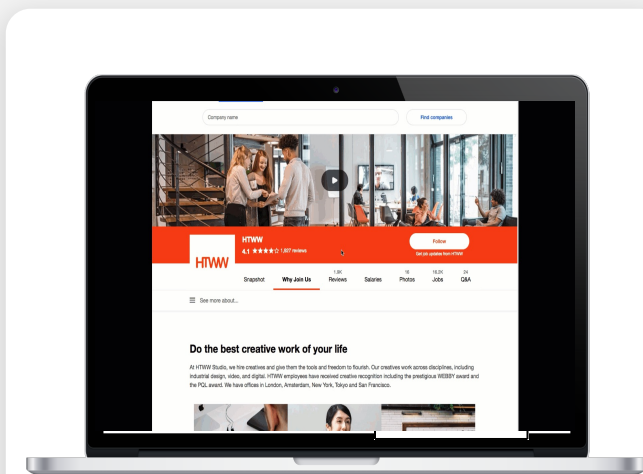 Company name
Find companies
HTWW
HTWW
4.1 ★★★★☆ 1,607 reviews
Follow
Get job updates from HTWW
Snapshot
Why Join Us
1.6K
Reviews
Salaries
16
Photos
16.2K
Jobs
24
Q&A
See more about...
Do the best creative work of your life
At HTWW Studio, we hire creatives and give them the tools and freedom to flourish. Our creatives work across disciplines, including
industrial design, video, and digital. HTWW employees have received creative recognition including the prestigious WEBBY award and
the PQL award. We have offices in London, Amsterdam, New York, Tokyo and San Francisco.